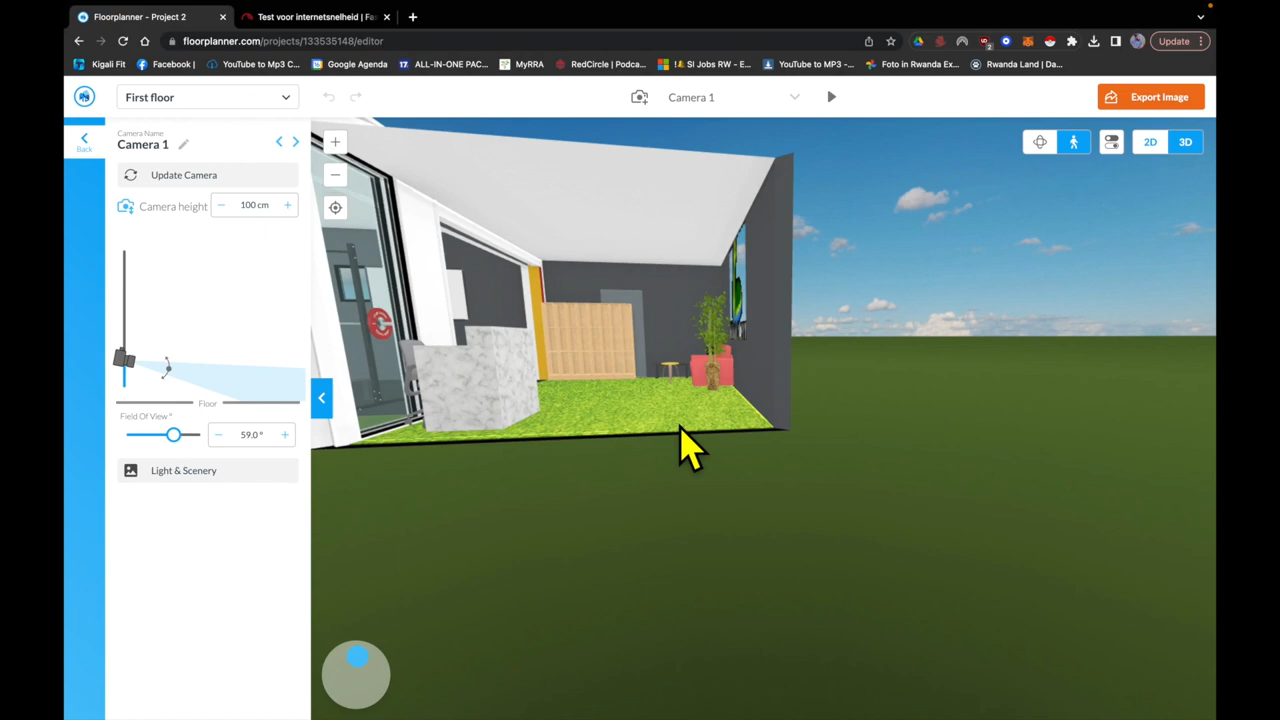 Floorplanner - Project 2
Test voor internetsnelheid | Fas
floorplanner.com/projects/133535148/editor
2
Update
Kigali Fit
Facebook |
YouTube to Mp3 C...
Google Agenda
17 ALL-IN-ONE PAC...
MyRRA
RedCircle | Podca...
SI Jobs RW - E...
YouTube to MP3 -...
Foto in Rwanda Ex...
Rwanda Land | Da...
First floor
Camera 1
Export Image
Back
Camera Name
Camera 1
2D
3D
Update Camera
Camera height
100 cm
Floor
Field Of View °
59.0 °
Light & Scenery